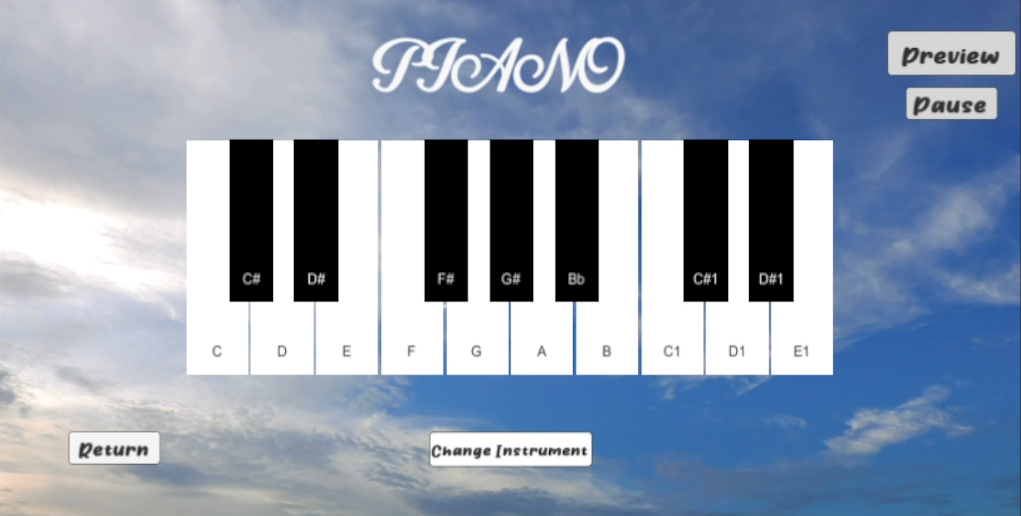 PIANO
Preview
Pause
C# D# F# G# Bb C#1 D#1
C D E F G A B C1 D1 E1
Return
Change Instrument